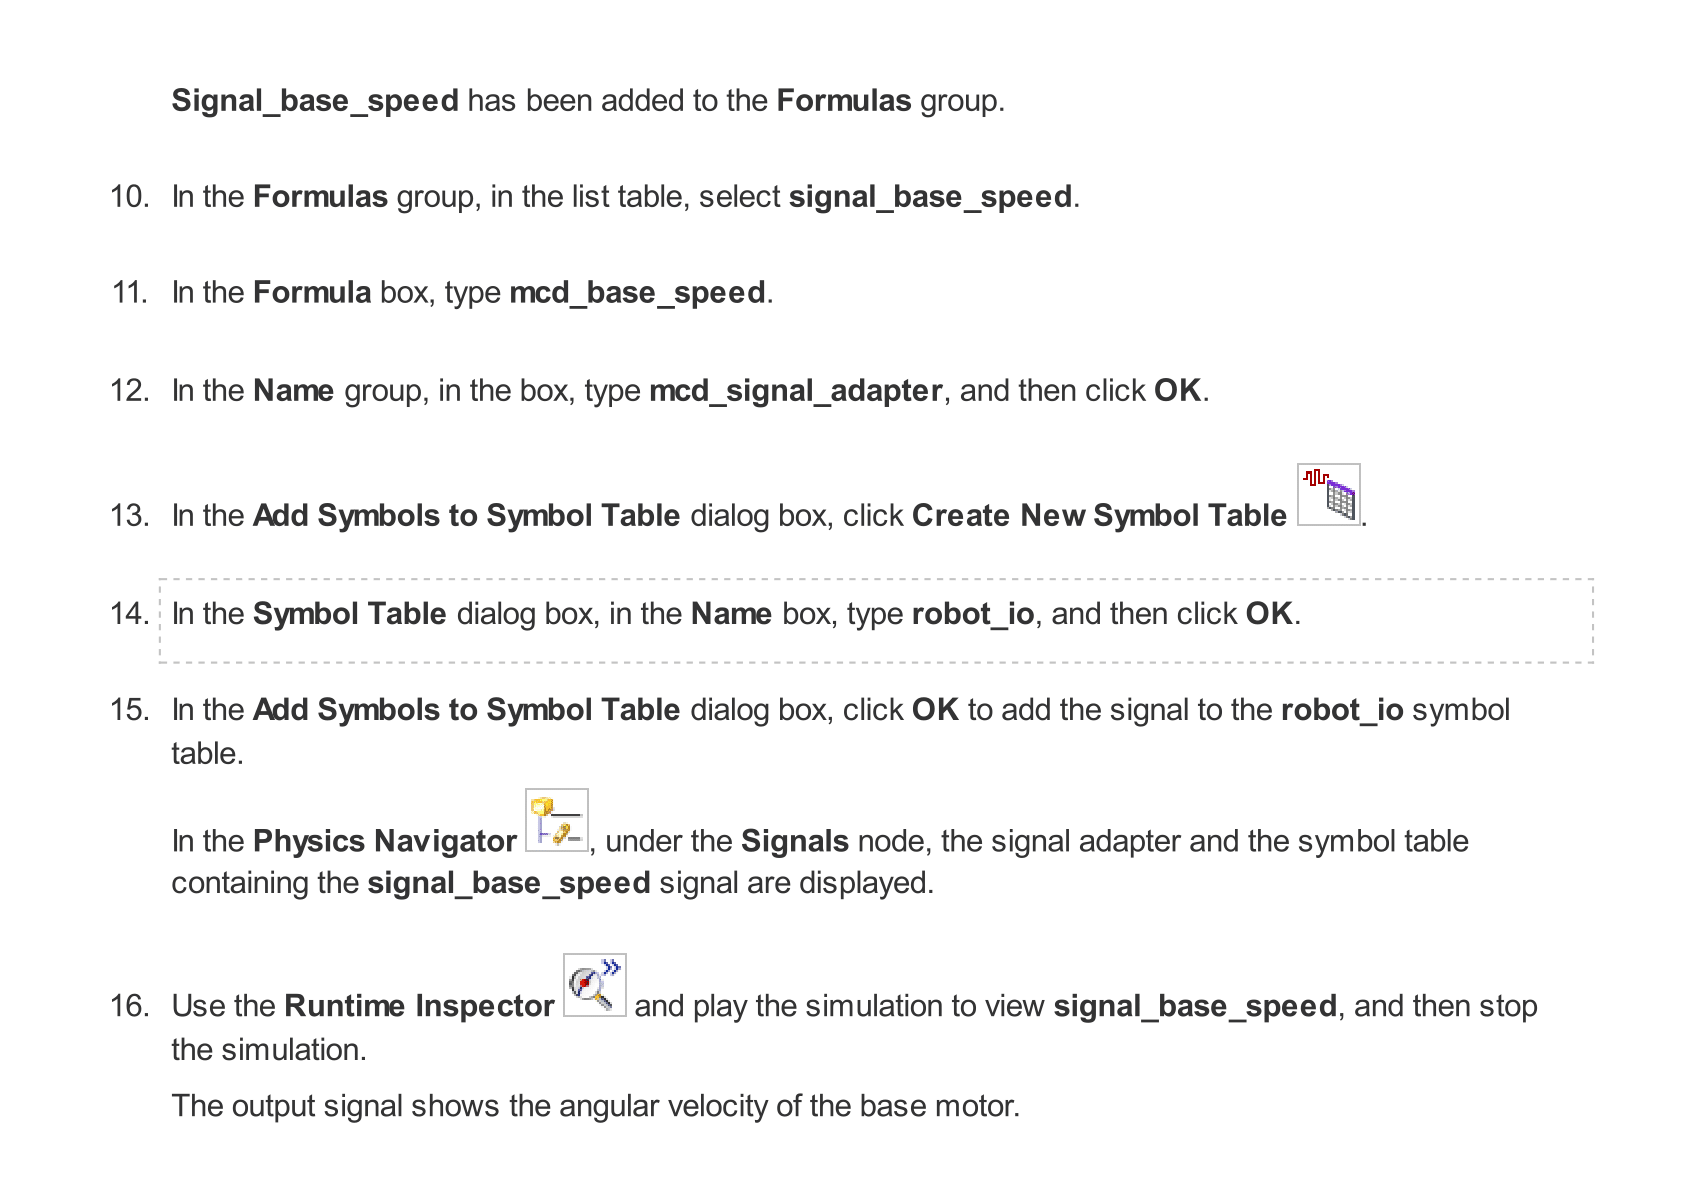 Signal_base_speed has been added to the Formulas group.
10. In the Formulas group, in the list table, select signal_base_speed.
11. In the Formula box, type mcd_base_speed.
12. In the Name group, in the box, type mcd_signal_adapter, and then click OK.
13. In the Add Symbols to Symbol Table dialog box, click Create New Symbol Table .
14. In the Symbol Table dialog box, in the Name box, type robot_io, and then click OK.
15. In the Add Symbols to Symbol Table dialog box, click OK to add the signal to the robot_io symbol
table.
In the Physics Navigator , under the Signals node, the signal adapter and the symbol table
containing the signal_base_speed signal are displayed.
16. Use the Runtime Inspector and play the simulation to view signal_base_speed, and then stop
the simulation.
The output signal shows the angular velocity of the base motor.